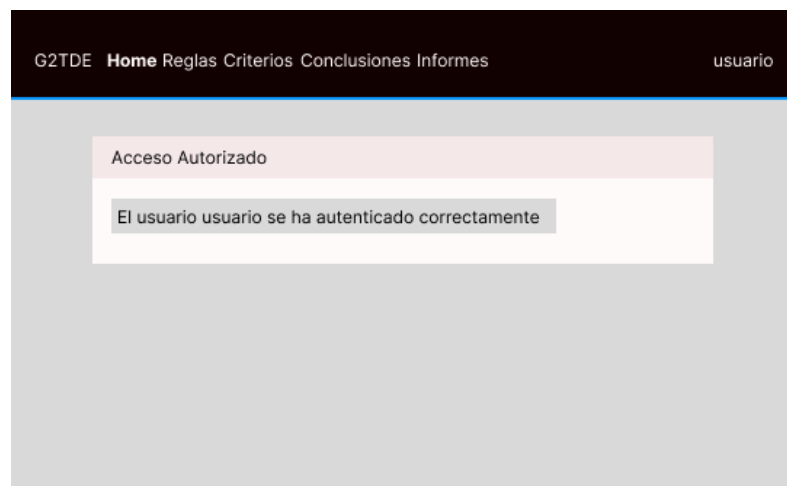 G2TDE Home Reglas Criterios Conclusiones Informes usuario
Acceso Autorizado
El usuario usuario se ha autenticado correctamente